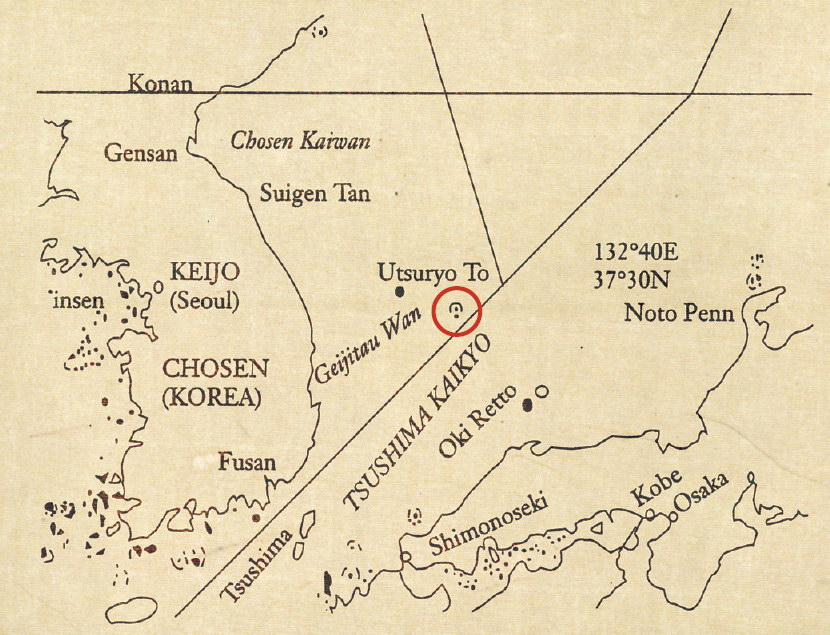 Konan
Gensan
Chosen Kaiwan
Suigen Tan
KEIJO
(Seoul)
Utsuryo To
132°40E
37°30N
'insen
Noto Penn
Geijitau Wan
CHOSEN
(KOREA)
TSUSHIMA KAIKYO
Oki Retto
Fusan
Tsushima
Shimonoseki
Kobe
Osaka